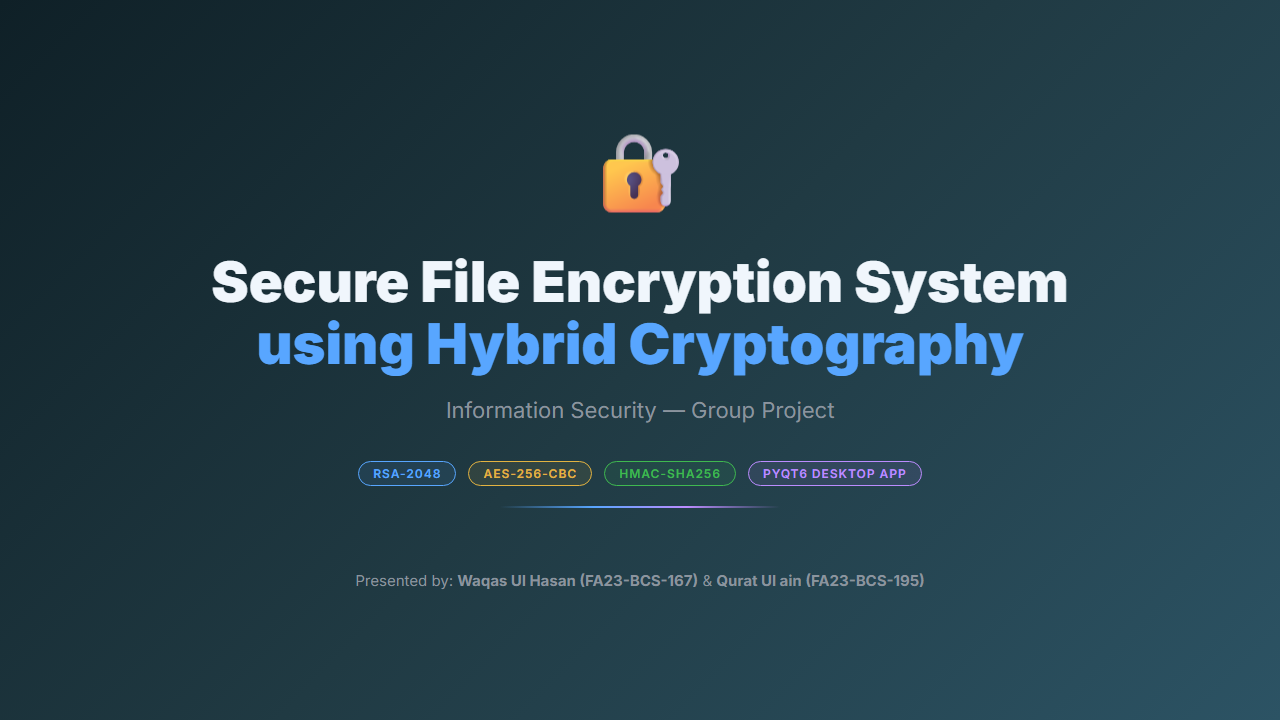 Secure File Encryption System
using Hybrid Cryptography
Information Security — Group Project
RSA-2048 AES-256-CBC HMAC-SHA256 PYQT6 DESKTOP APP
Presented by: Waqas Ul Hasan (FA23-BCS-167) & Qurat Ul ain (FA23-BCS-195)